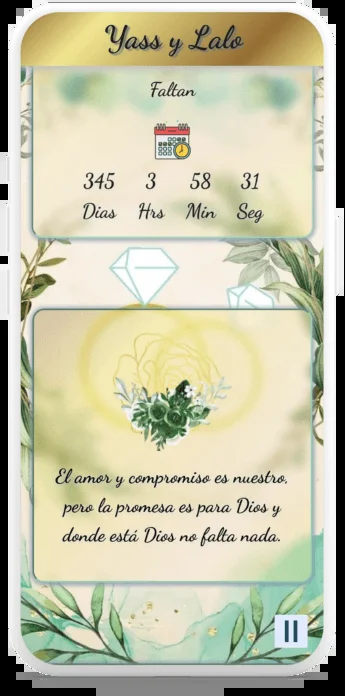 Yass y Lalo
Faltan
345 3 58 31
Dias Hrs Min Seg
El amor y compromiso es nuestro,
pero la promesa es para Dios y
donde está Dios no falta nada.